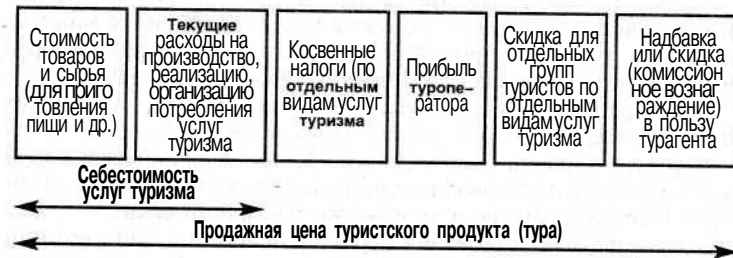 Стоимость
товаров
и сырья
(для приго
товления
пищи и др.)
Текущие
расходы на
производство,
реализацию,
организацию
потребления
услуг
туризма
Косвенные
налоги (по
отдельным
видам услуг
туризма
Прибыль
туропе-
ратора
Скидка для
отдельных
групп
туристов по
отдельным
видам услуг
туризма
Надбавка
или скидка
(комиссион
ное вознаг
раждение)
в пользу
турагента
Себестоимость
услуг туризма
Продажная цена туристского продукта (тура)